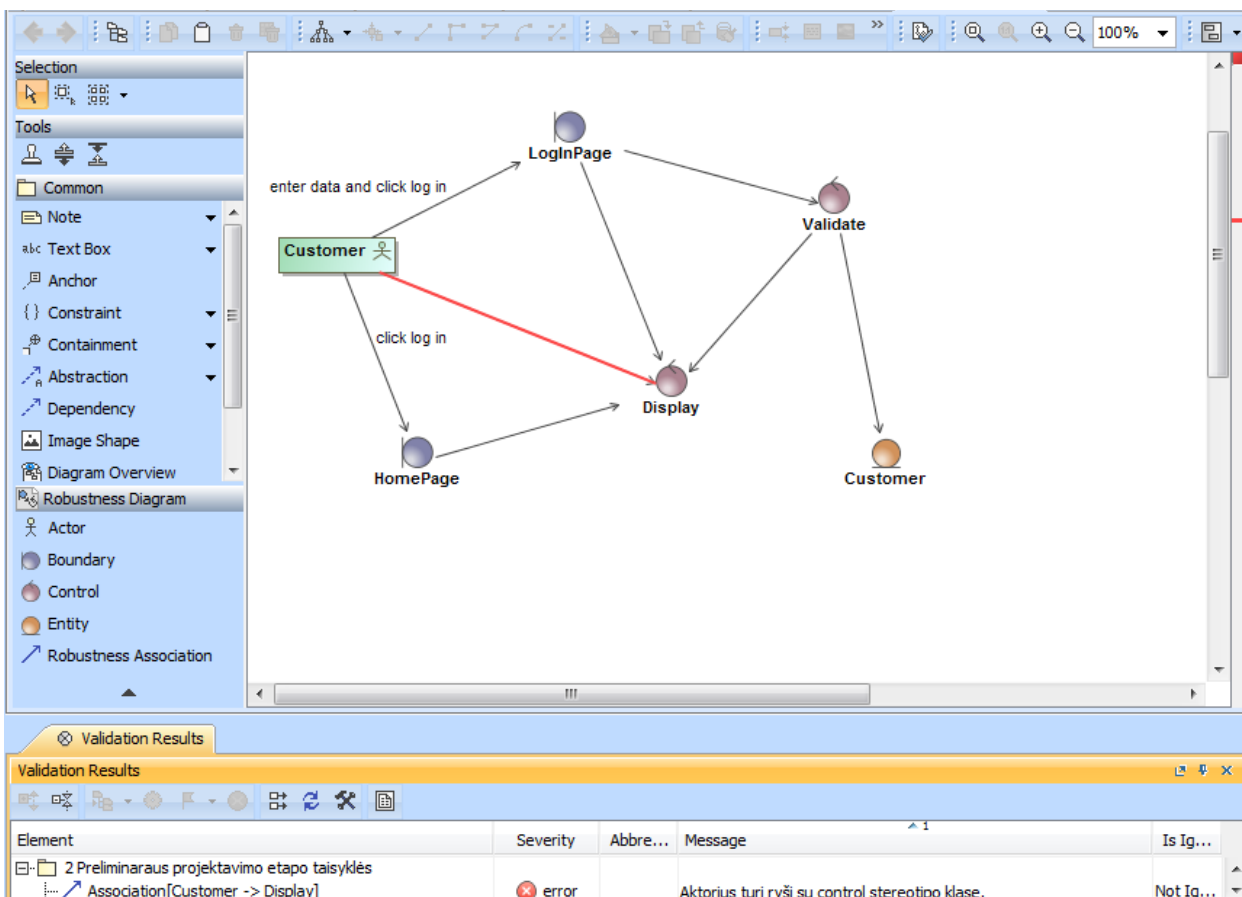 100%
Selection
Tools
Common
Note
abc Text Box
Anchor
{ } Constraint
Containment
Abstraction
Dependency
Image Shape
Diagram Overview
Robustness Diagram
Actor
Boundary
Control
Entity
Robustness Association
LogInPage
enter data and click log in
Validate
Customer
click log in
Display
HomePage
Customer
Validation Results
Validation Results
Element Severity Abbre... Message 1 Is Ig...
2 Preliminaraus projektavimo etapo taisyklės
Association[Customer -> Display] error Aktorius turi ryšį su control stereotipo klase. Not Ig...